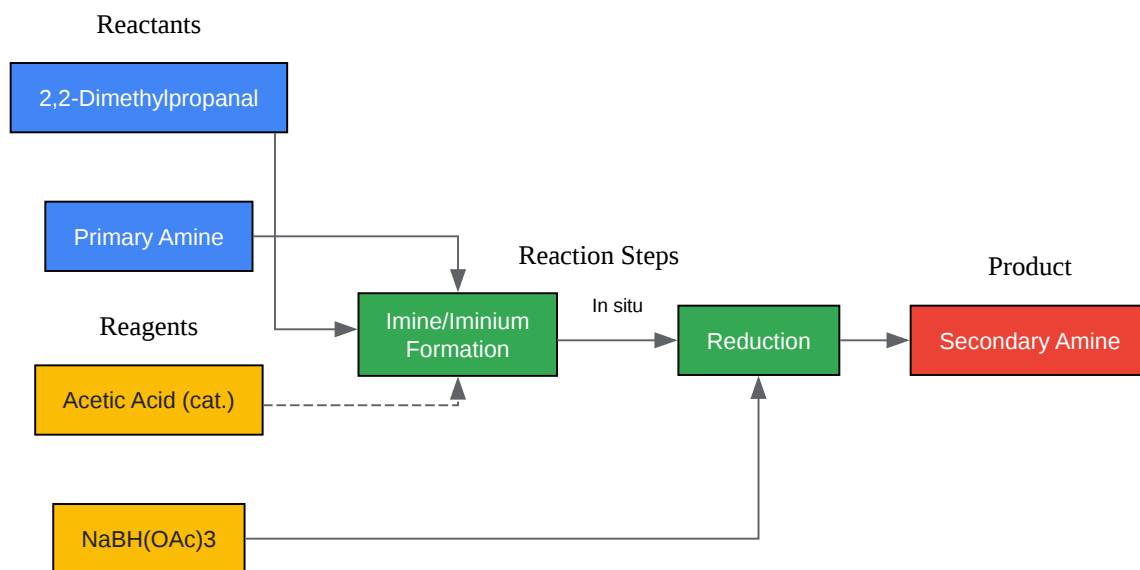 Reactants
2,2-Dimethylpropanal
Primary Amine
Reagents
Acetic Acid (cat.)
NaBH(OAc)3
Reaction Steps
Imine/Iminium
Formation
In situ
Reduction
Product
Secondary Amine